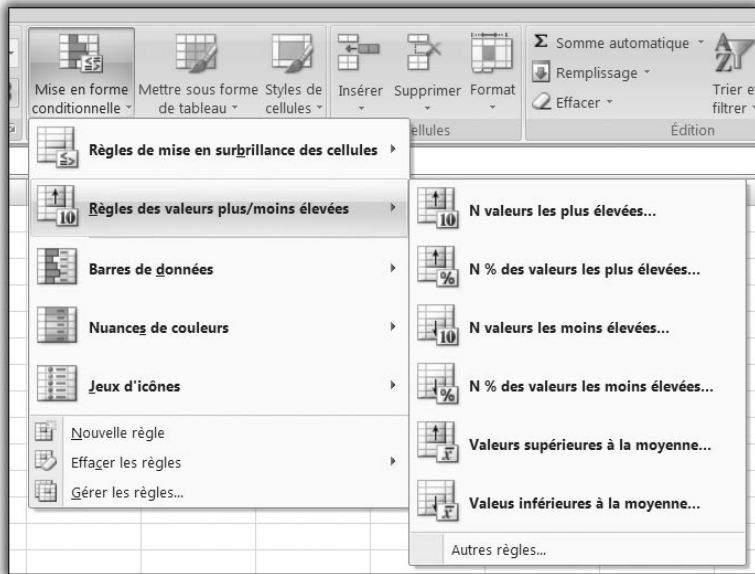 Mise en forme conditionnelle
Mettre sous forme de tableau
Styles de cellules
Insérer
Supprimer
Format
Σ Somme automatique
Remplissage
Effacer
Trier e
filtrer
ellules
Édition
Règles de mise en surbrillance des cellules
Règles des valeurs plus/moins élevées
Barres de données
Nuances de couleurs
Jeux d'icônes
Nouvelle règle
Effacer les règles
Gérer les règles...
N valeurs les plus élevées...
N % des valeurs les plus élevées...
N valeurs les moins élevées...
N % des valeurs les moins élevées...
Valeurs supérieures à la moyenne...
Valeus inférieures à la moyenne...
Autres règles...